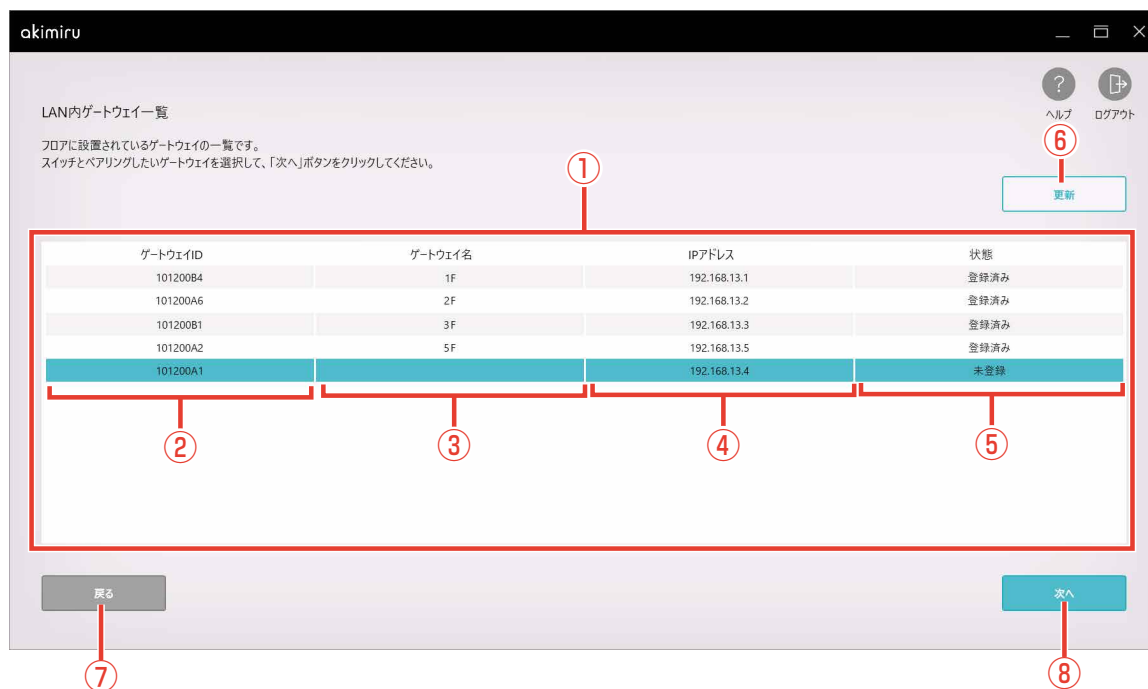 akimiru
ヘルプ ログアウト
LAN内ゲートウェイ一覧
フロアに設置されているゲートウェイの一覧です。
スイッチとペアリングしたいゲートウェイを選択して、「次へ」ボタンをクリックしてください。
①
⑥
更新
ゲートウェイID ゲートウェイ名 IPアドレス 状態
101200B4 1F 192.168.13.1 登録済み
101200A6 2F 192.168.13.2 登録済み
101200B1 3F 192.168.13.3 登録済み
101200A2 5F 192.168.13.5 登録済み
101200A1 192.168.13.4 未登録
② ③ ④ ⑤
戻る 次へ
⑦ ⑧